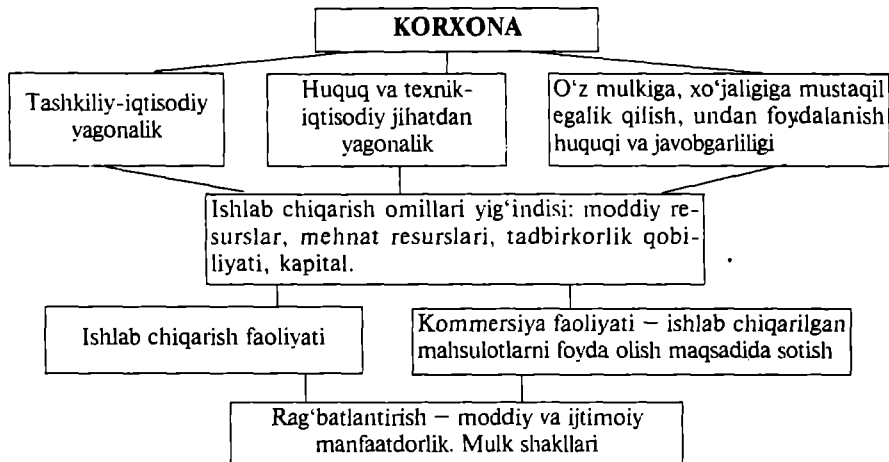 KORXONA
Tashkiliy-iqtisodiy
yagonalik
Huquq va texnik-
iqtisodiy jihatdan
yagonalik
O‘z mulkiga, xo‘jaligiga mustaqil
egalik qilish, undan foydalanish
huquqi va javobgarliligi
Ishlab chiqarish omillari yig‘indisi: moddiy re-
surslar, mehnat resurslari, tadbirkorlik qobi-
liyati, kapital.
Ishlab chiqarish faoliyati
Kommersiya faoliyati – ishlab chiqarilgan
mahsulotlarni foyda olish maqsadida sotish
Rag‘batlantirish – moddiy va ijtimoiy
manfaatdorlik. Mulk shakllari